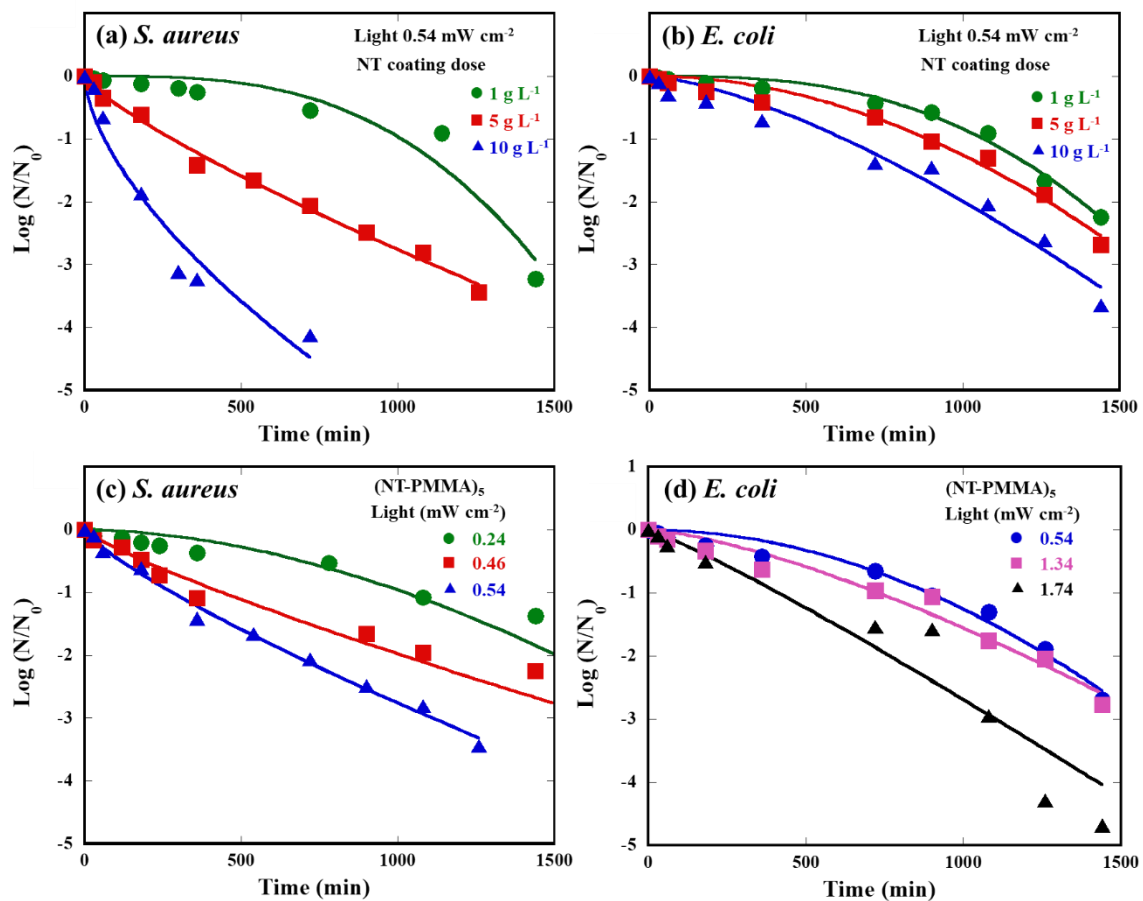 (a) S. aureus
Light 0.54 mW cm⁻²
NT coating dose
1 g L⁻¹
5 g L⁻¹
10 g L⁻¹
0
-1
-2
-3
-4
-5
Log (N/N₀)
0 500 1000 1500
Time (min)
(b) E. coli
Light 0.54 mW cm⁻²
NT coating dose
1 g L⁻¹
5 g L⁻¹
10 g L⁻¹
0
-1
-2
-3
-4
-5
Log (N/N₀)
0 500 1000 1500
Time (min)
(c) S. aureus
(NT-PMMA)₅
Light (mW cm⁻²)
0.24
0.46
0.54
0
-1
-2
-3
-4
-5
Log (N/N₀)
0 500 1000 1500
Time (min)
(d) E. coli
(NT-PMMA)₅
Light (mW cm⁻²)
0.54
1.34
1.74
1
0
-1
-2
-3
-4
-5
Log (N/N₀)
0 500 1000 1500
Time (min)